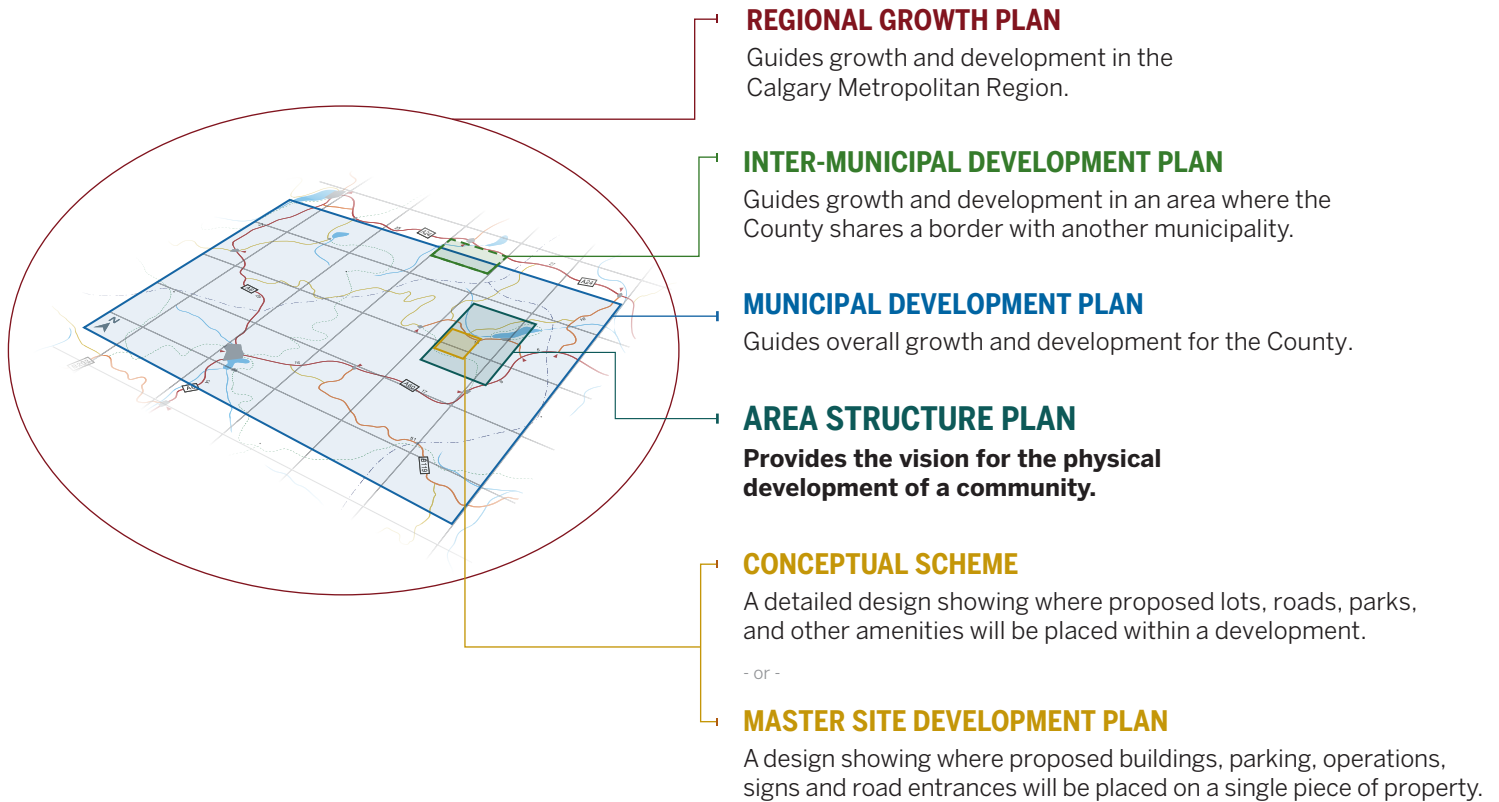 REGIONAL GROWTH PLAN
Guides growth and development in the
Calgary Metropolitan Region.
INTER-MUNICIPAL DEVELOPMENT PLAN
Guides growth and development in an area where the
County shares a border with another municipality.
MUNICIPAL DEVELOPMENT PLAN
Guides overall growth and development for the County.
AREA STRUCTURE PLAN
Provides the vision for the physical
development of a community.
CONCEPTUAL SCHEME
A detailed design showing where proposed lots, roads, parks,
and other amenities will be placed within a development.
- or -
MASTER SITE DEVELOPMENT PLAN
A design showing where proposed buildings, parking, operations,
signs and road entrances will be placed on a single piece of property.
N